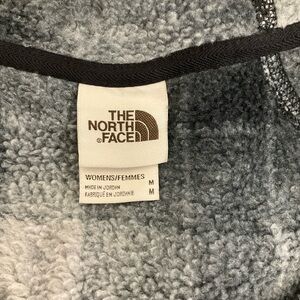 THE
NORTH
®FACE
WOMENS/FEMMES
MADE IN JORDAN M
FABRIQUÉ EN JORDANIE M